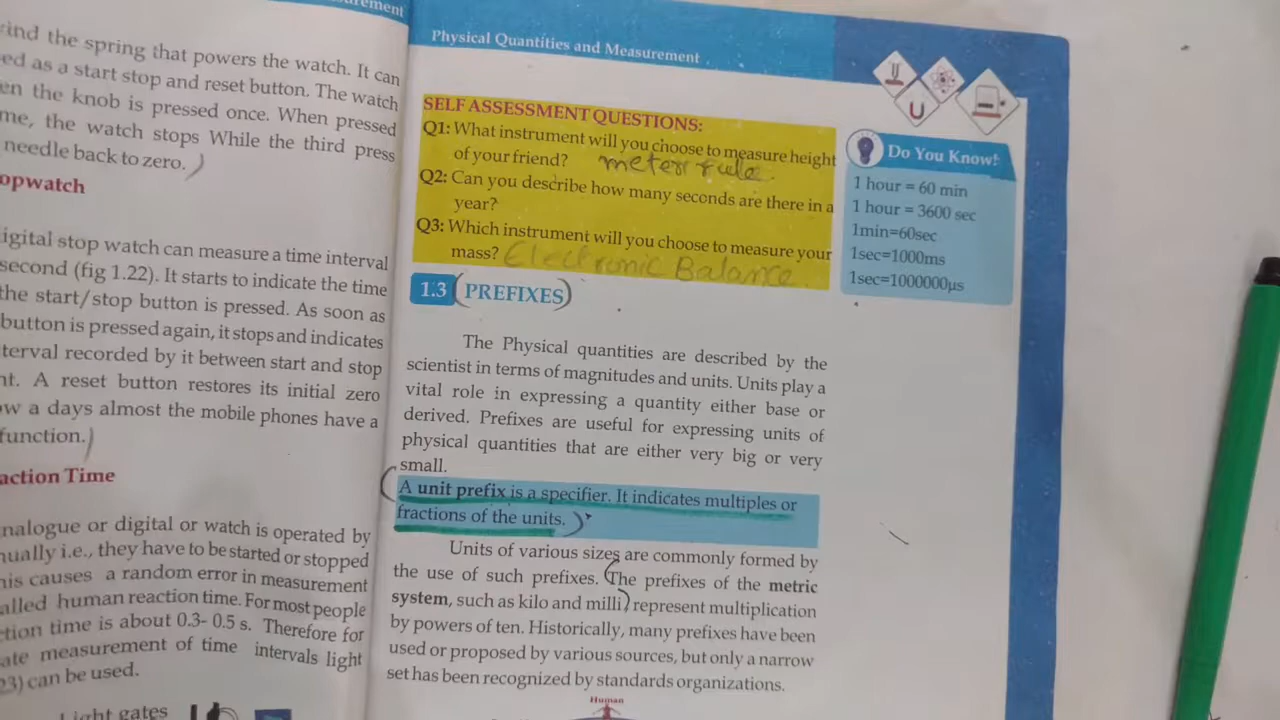 urement
ind the spring that powers the watch. It can
ed as a start stop and reset button. The watch
en the knob is pressed once. When pressed
me, the watch stops While the third press
needle back to zero.)
opwatch
igital stop watch can measure a time interval
second (fig 1.22). It starts to indicate the time
the start/stop button is pressed. As soon as
button is pressed again, it stops and indicates
terval recorded by it between start and stop
nt. A reset button restores its initial zero
ow a days almost the mobile phones have a
function.)
action Time
nalogue or digital or watch is operated by
nually i.e., they have to be started or stopped
his causes a random error in measurement
alled human reaction time. For most people
ction time is about 0.3- 0.5 s. Therefore for
ate measurement of time intervals light
23) can be used.
Light gates
Physical Quantities and Measurement
SELF ASSESSMENT QUESTIONS:
Q1: What instrument will you choose to measure height
of your friend? meter rule.
Q2: Can you describe how many seconds are there in a
year?
Q3: Which instrument will you choose to measure your
mass? Electronic Balance.
Do You Know!
1 hour = 60 min
1 hour = 3600 sec
1min=60sec
1sec=1000ms
1sec=1000000µs
1.3 (PREFIXES)
The Physical quantities are described by the
scientist in terms of magnitudes and units. Units play a
vital role in expressing a quantity either base or
derived. Prefixes are useful for expressing units of
physical quantities that are either very big or very
small.
(A unit prefix is a specifier. It indicates multiples or
fractions of the units.)
Units of various sizes are commonly formed by
the use of such prefixes. (The prefixes of the metric
system, such as kilo and milli) represent multiplication
by powers of ten. Historically, many prefixes have been
used or proposed by various sources, but only a narrow
set has been recognized by standards organizations.
Human